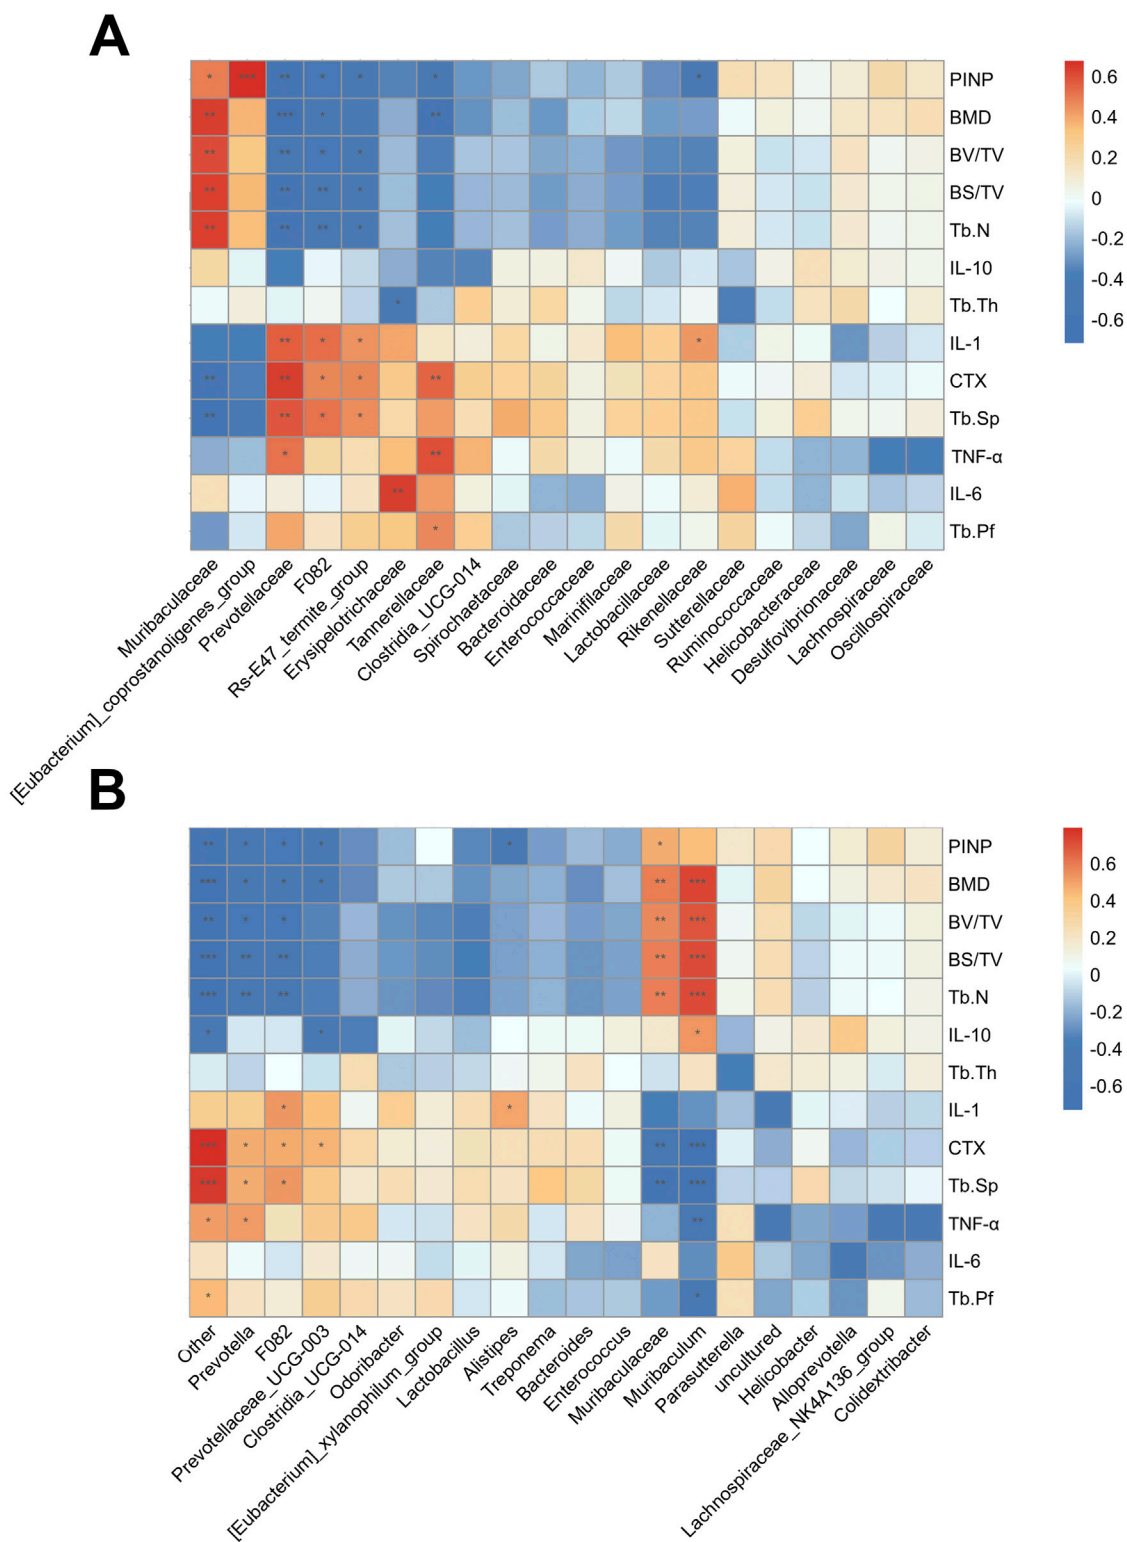 A
* *** ** * * * * PINP 0.6
** *** * ** BMD 0.4
** ** * * BV/TV 0.2
** ** ** * BS/TV 0
** ** ** * Tb.N -0.2
IL-10 -0.4
* Tb.Th -0.6
** * * * IL-1
** ** * * ** CTX
** ** * * Tb.Sp
* ** TNF-α
** IL-6
* Tb.Pf
Muribaculaceae
[Eubacterium]_coprostanoligenes_group
Prevotellaceae
F082
Rs-E47_termite_group
Erysipelotrichaceae
Tannerellaceae
Clostridia_UCG-014
Spirochaetaceae
Bacteroidaceae
Enterococcaceae
Marinifilaceae
Lactobacillaceae
Rikenellaceae
Sutterellaceae
Ruminococcaceae
Helicobacteraceae
Desulfovibrionaceae
Lachnospiraceae
Oscillospiraceae
B
** * * * * * PINP 0.6
*** * * * ** *** BMD 0.4
** * * ** *** BV/TV 0.2
*** ** ** ** *** BS/TV 0
*** ** ** ** *** Tb.N -0.2
* * * IL-10 -0.4
Tb.Th -0.6
* * IL-1
*** * * * ** *** CTX
*** * * ** *** Tb.Sp
* * ** TNF-α
IL-6
* * Tb.Pf
Other
Prevotella
F082
Prevotellaceae_UCG-003
Clostridia_UCG-014
Odoribacter
[Eubacterium]_xylanophilum_group
Lactobacillus
Alistipes
Treponema
Bacteroides
Enterococcus
Muribaculaceae
Muribaculum
Parasutterella
uncultured
Helicobacter
Alloprevotella
Lachnospiraceae_NK4A136_group
Colidextribacter